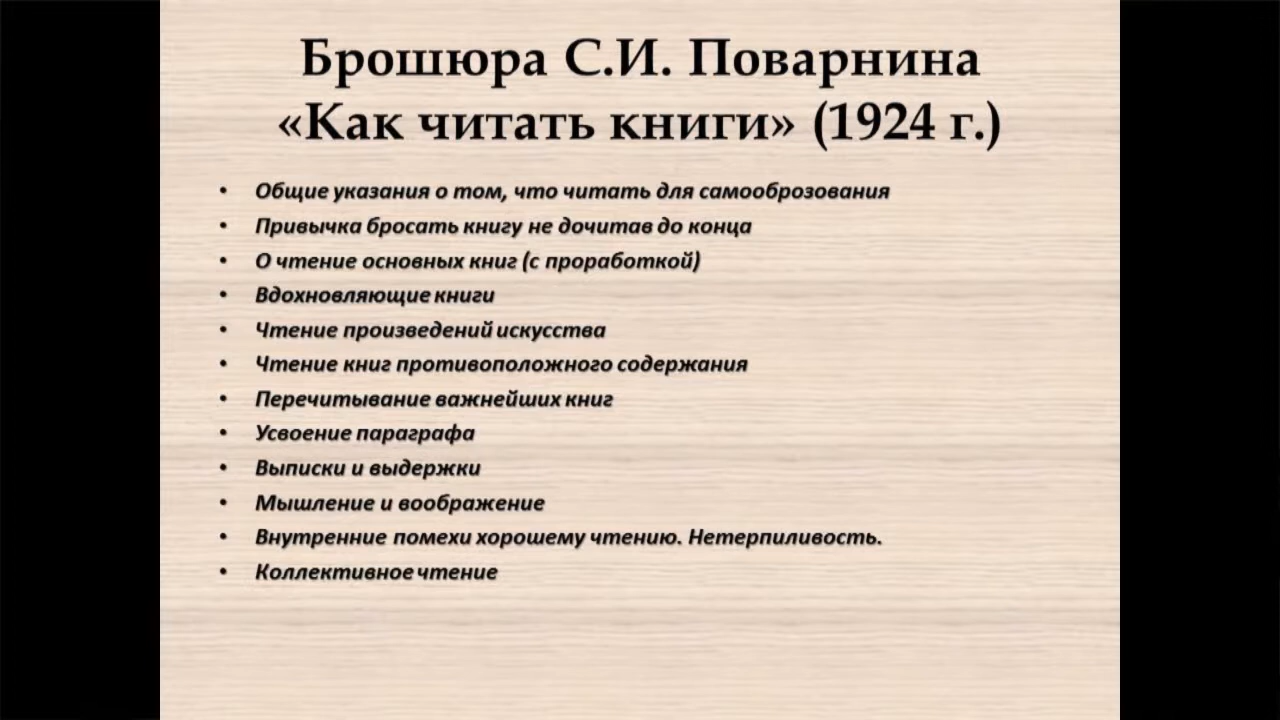 Брошюра С.И. Поварнина
«Как читать книги» (1924 г.)
• Общие указания о том, что читать для самооброзования
• Привычка бросать книгу не дочитав до конца
• О чтение основных книг (с проработкой)
• Вдохновляющие книги
• Чтение произведений искусства
• Чтение книг противоположного содержания
• Перечитывание важнейших книг
• Усвоение параграфа
• Выписки и выдержки
• Мышление и воображение
• Внутренние помехи хорошему чтению. Нетерпиливость.
• Коллективное чтение